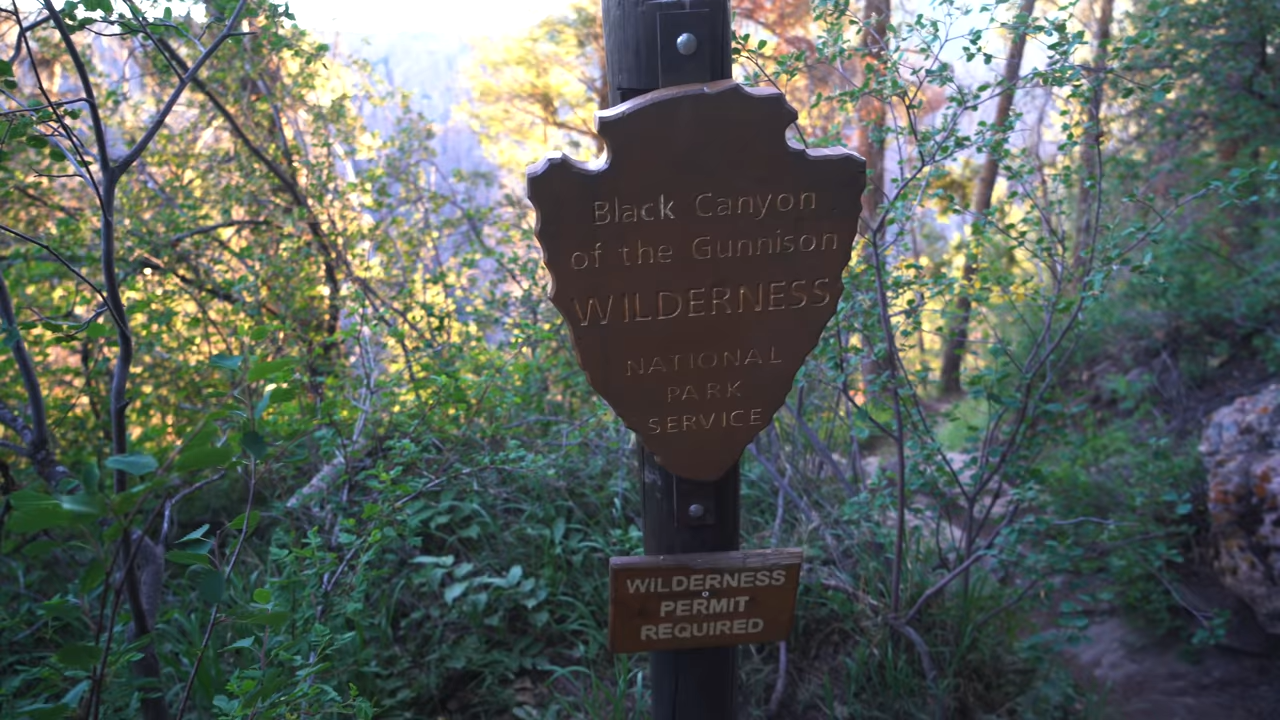 Black Canyon
of the Gunnison
WILDERNESS
NATIONAL
PARK
SERVICE
WILDERNESS
PERMIT
REQUIRED